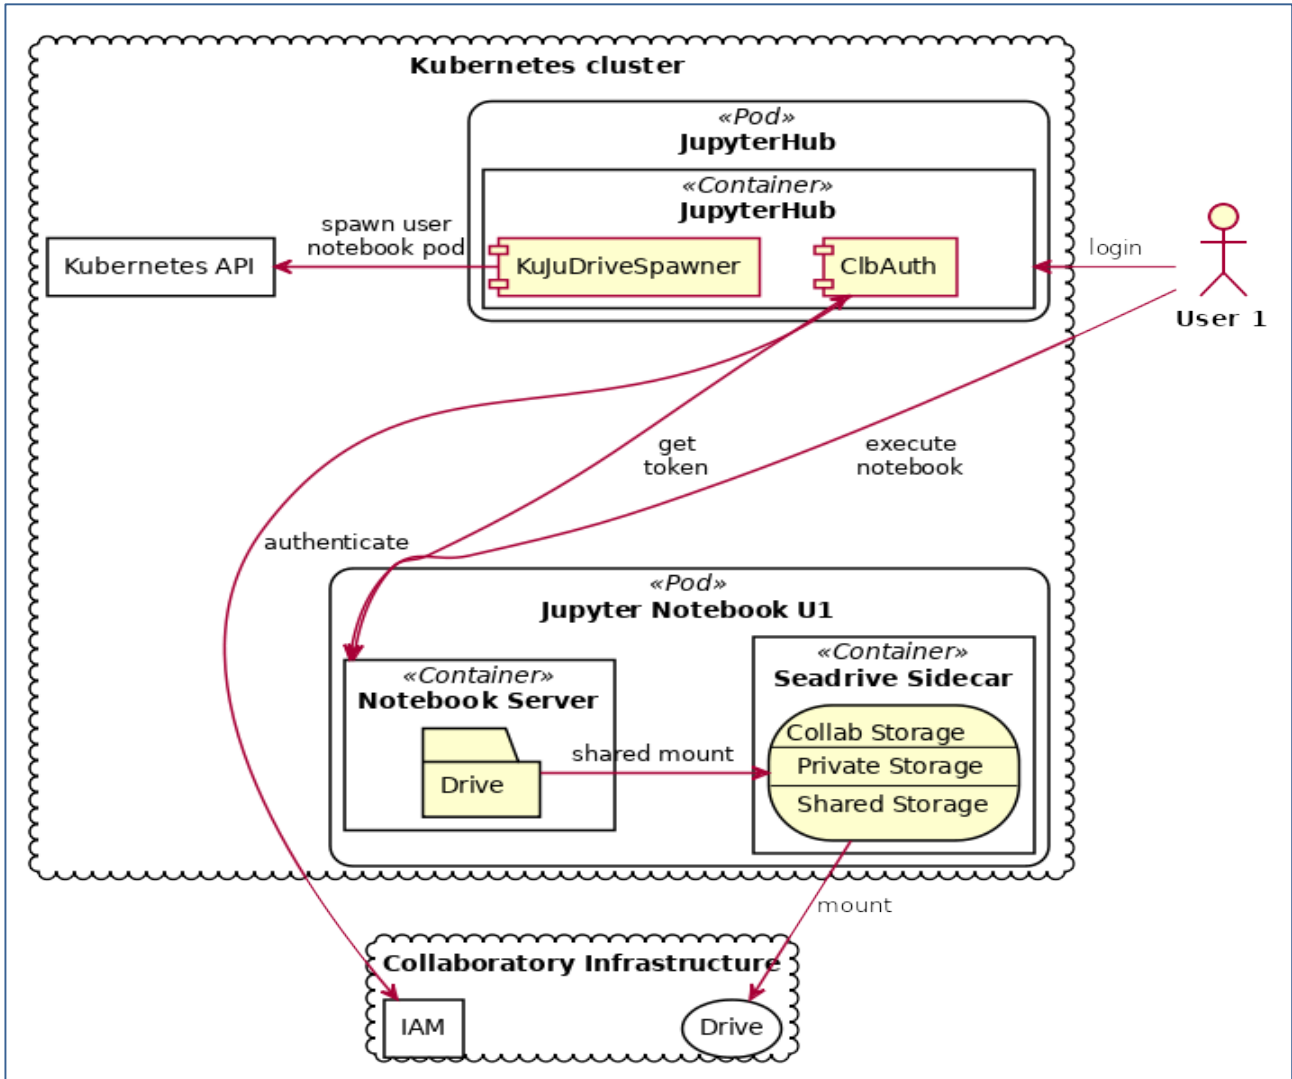 Kubernetes cluster
«Pod»
JupyterHub
«Container»
JupyterHub
spawn user
notebook pod
Kubernetes API
KuJuDriveSpawner
ClbAuth
login
User 1
get
token
execute
notebook
authenticate
«Pod»
Jupyter Notebook U1
«Container»
Notebook Server
Drive
shared mount
«Container»
Seadrive Sidecar
Collab Storage
Private Storage
Shared Storage
mount
Collaboratory Infrastructure
IAM
Drive